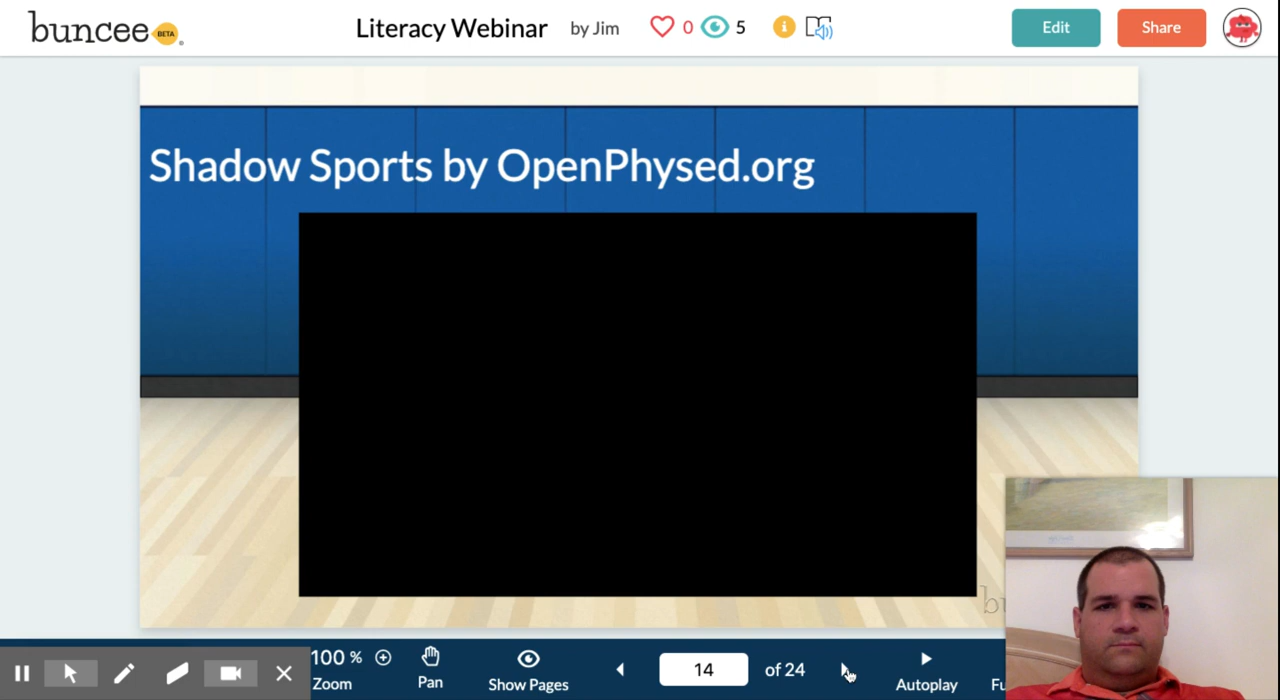 buncee BETA
Literacy Webinar by Jim 0 5 Edit Share
Shadow Sports by OpenPhysed.org
100 % 14 of 24
Zoom Pan Show Pages Autoplay